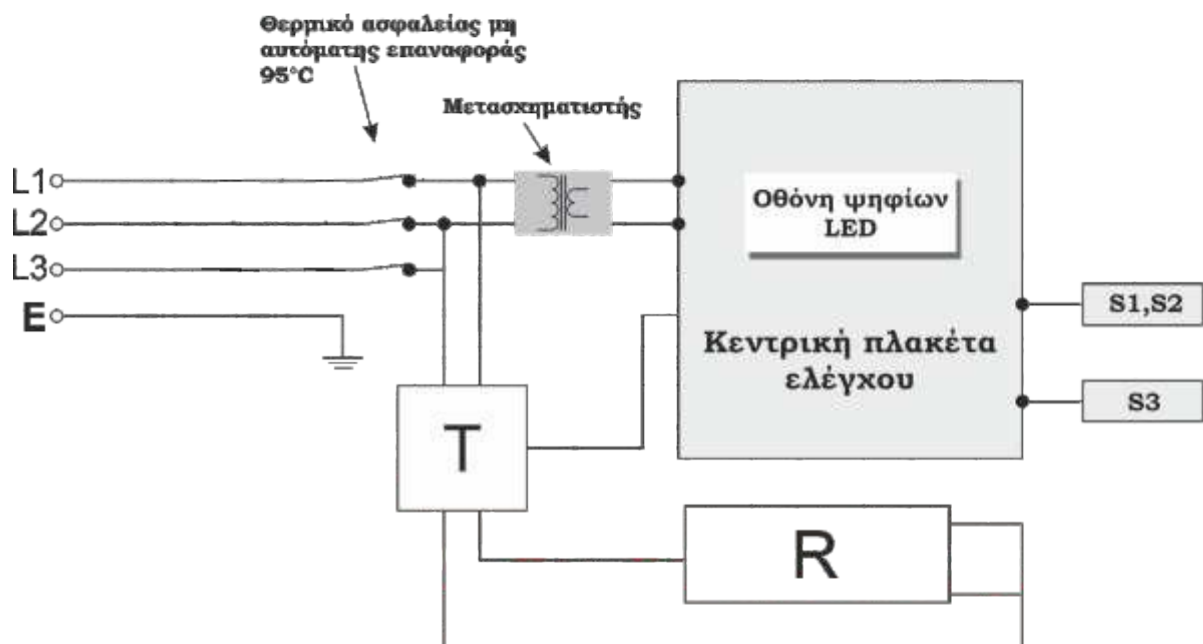 Θερμικό ασφαλείας μη
αυτόματης επαναφοράς
95°C
Μετασχηματιστής
L1
L2
L3
E
Οθόνη ψηφίων
LED
Κεντρική πλακέτα
ελέγχου
S1,S2
S3
T
R